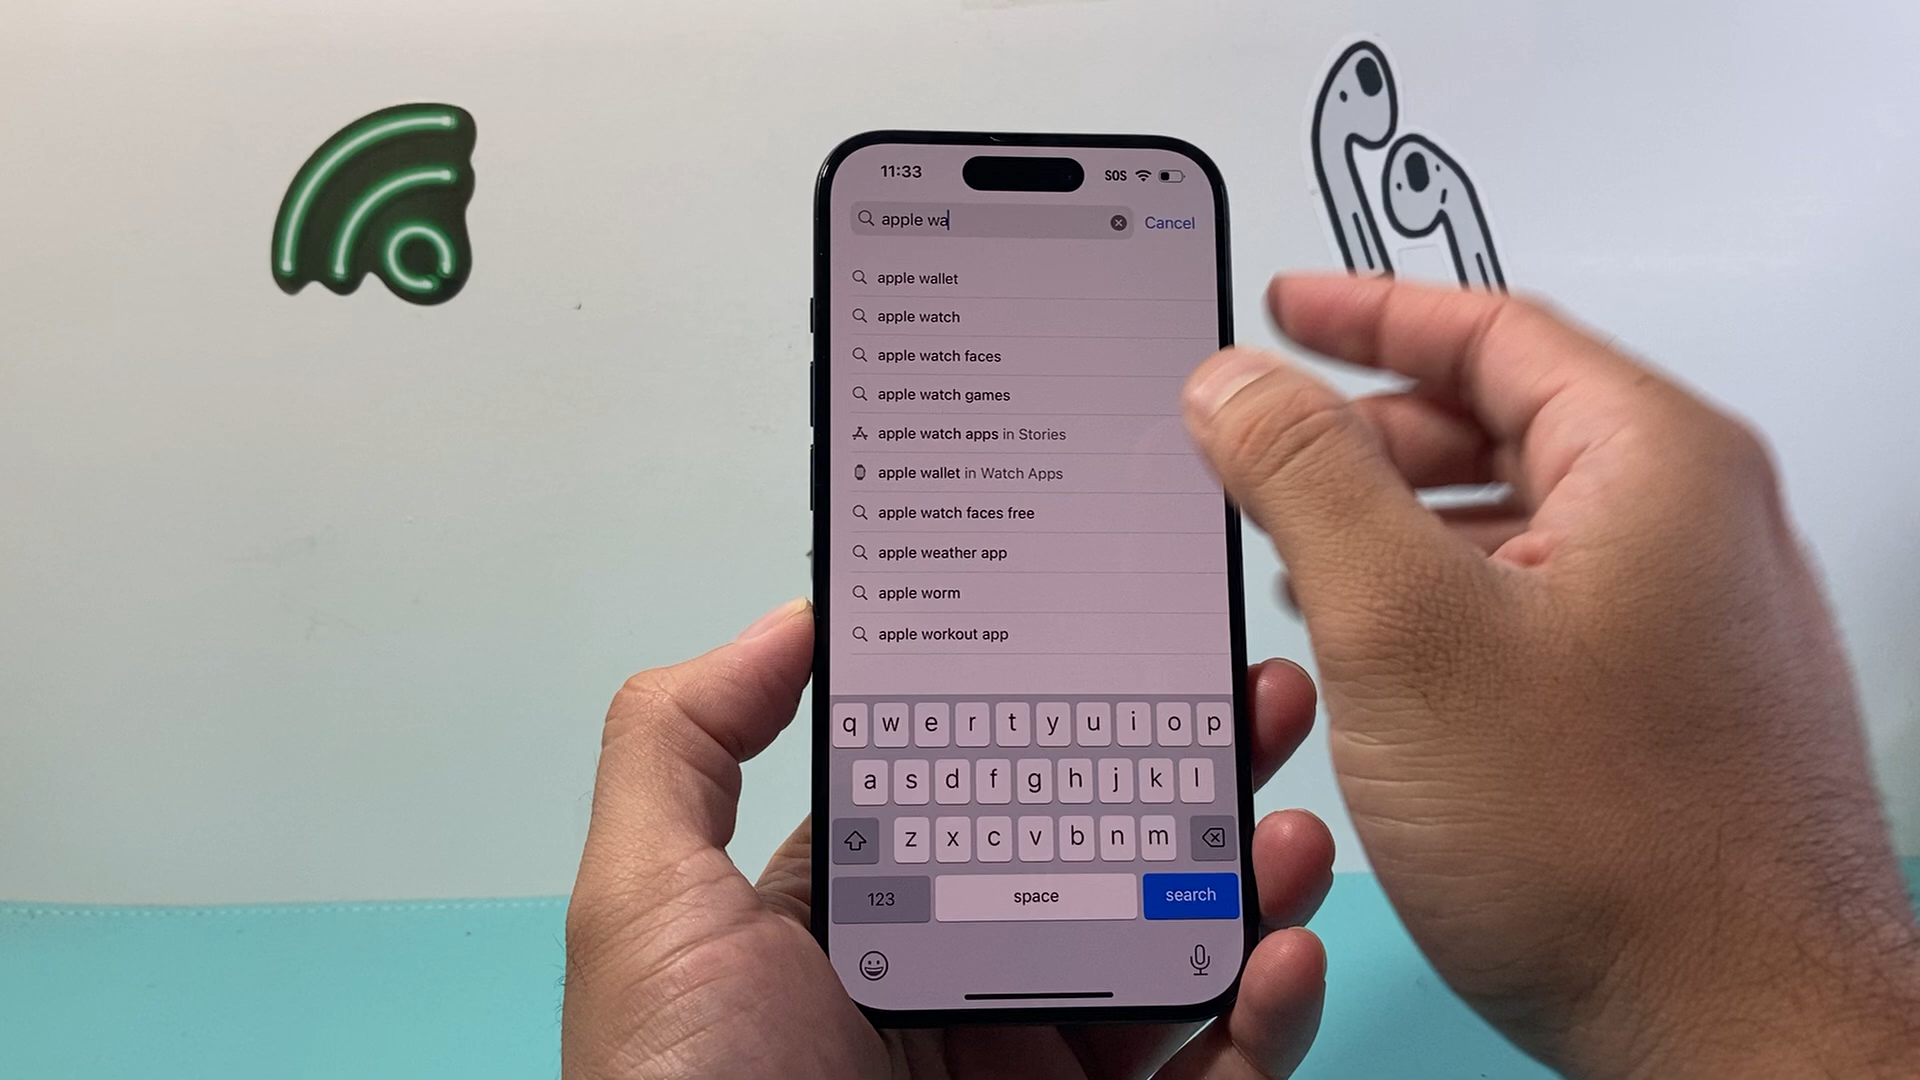 11:33 SOS
apple wa Cancel
apple wallet
apple watch
apple watch faces
apple watch games
apple watch apps in Stories
apple wallet in Watch Apps
apple watch faces free
apple weather app
apple worm
apple workout app
q w e r t y u i o p
a s d f g h j k l
z x c v b n m
123 space search